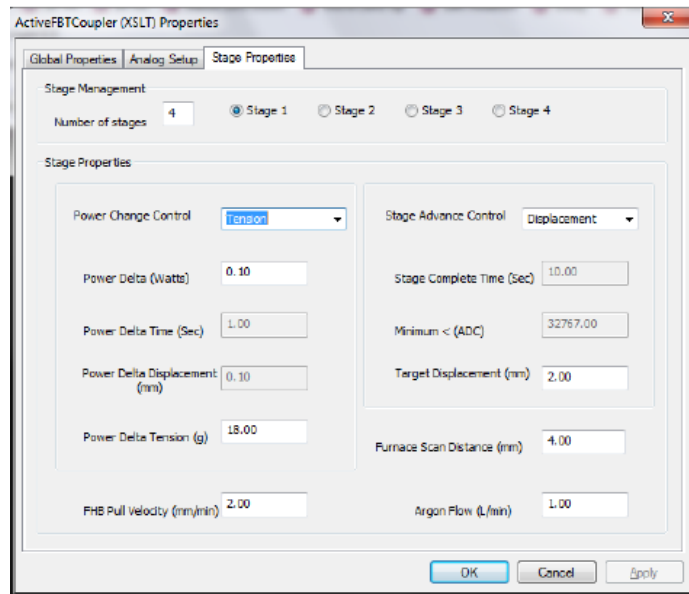 ActiveFBTCoupler (XSLT) Properties
Global Properties Analog Setup Stage Properties
Stage Management
Number of stages 4 Stage 1 Stage 2 Stage 3 Stage 4
Stage Properties
Power Change Control Tension
Power Delta (Watts) 0.10
Power Delta Time (Sec) 1.00
Power Delta Displacement (mm) 0.10
Power Delta Tension (g) 18.00
FHB Pull Velocity (mm/min) 2.00
Stage Advance Control Displacement
Stage Complete Time (Sec) 10.00
Minimum < (ADC) 32767.00
Target Displacement (mm) 2.00
Furnace Scan Distance (mm) 4.00
Argon Flow (L/min) 1.00
OK Cancel Apply